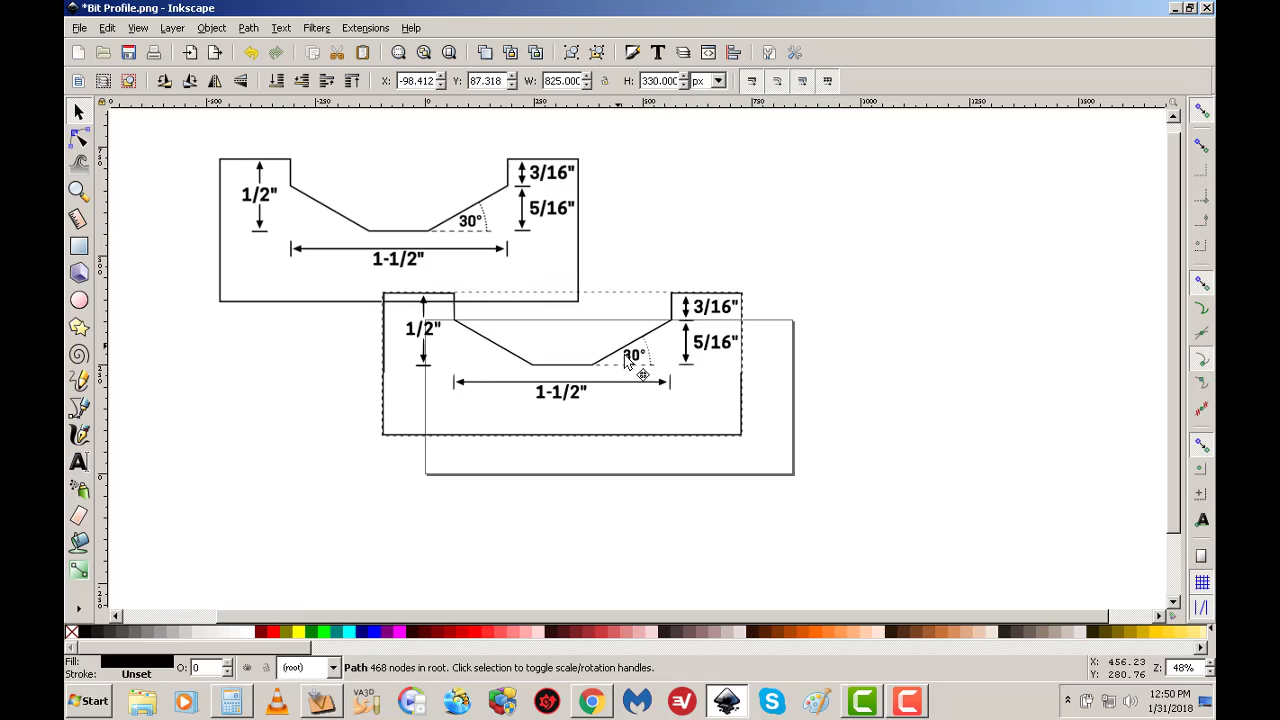 *Bit Profile.png - Inkscape
File Edit View Layer Object Path Text Filters Extensions Help
X: -98.412 Y: 87.318 W: 825.000 H: 330.000 px
1/2"
3/16"
5/16"
30°
1-1/2"
1/2"
3/16"
5/16"
30°
1-1/2"
Fill:
Stroke: Unset
O: 0
(root)
Path 468 nodes in root. Click selection to toggle scale/rotation handles.
X: 456.23
Y: 280.76
Z: 48%
Start
VA3D
12:50 PM
1/31/2018